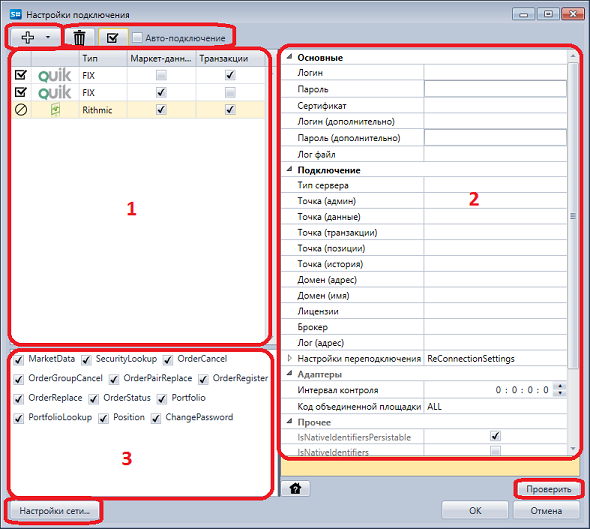 S# Настройки подключения
Авто-подключение
Тип Маркет-данн... Транзакции
QUIK FIX
QUIK FIX
Rithmic
1
MarketData SecurityLookup OrderCancel
OrderGroupCancel OrderPairReplace OrderRegister
OrderReplace OrderStatus Portfolio
PortfolioLookup Position ChangePassword
3
Основные
Логин
Пароль
Сертификат
Логин (дополнительно)
Пароль (дополнительно)
Лог файл
Подключение
Тип сервера
Точка (админ)
Точка (данные)
Точка (транзакции)
Точка (позиции)
Точка (история)
Домен (адрес)
Домен (имя)
Лицензии
Брокер
Лог (адрес)
Настройки переподключения ReConnectionSettings
Адаптеры
Интервал контроля 0 : 0 : 0 : 0
Код объединенной площадки ALL
Прочее
IsNativeIdentifiersPersistable
IsNativeIdentifiers
2
Проверить
Настройки сети...
OK Отмена